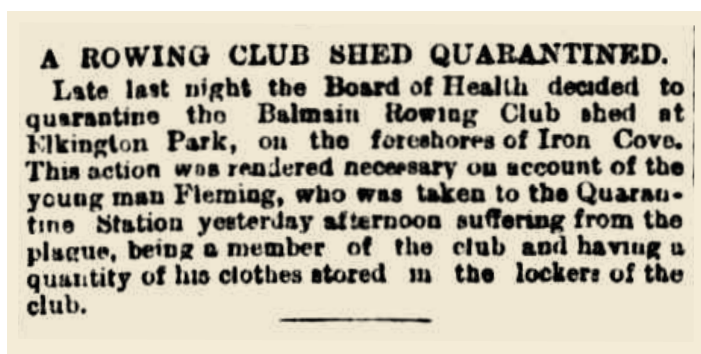 A ROWING CLUB SHED QUARANTINED.
Late last night the Board of Health decided to
quarantine the Balmain Rowing Club shed at
Elkington Park, on the foreshores of Iron Cove.
This action was rendered necessary on account of the
young man Fleming, who was taken to the Quaran-
tine Station yesterday afternoon suffering from the
plague, being a member of the club and having a
quantity of his clothes stored in the lockers of the
club.